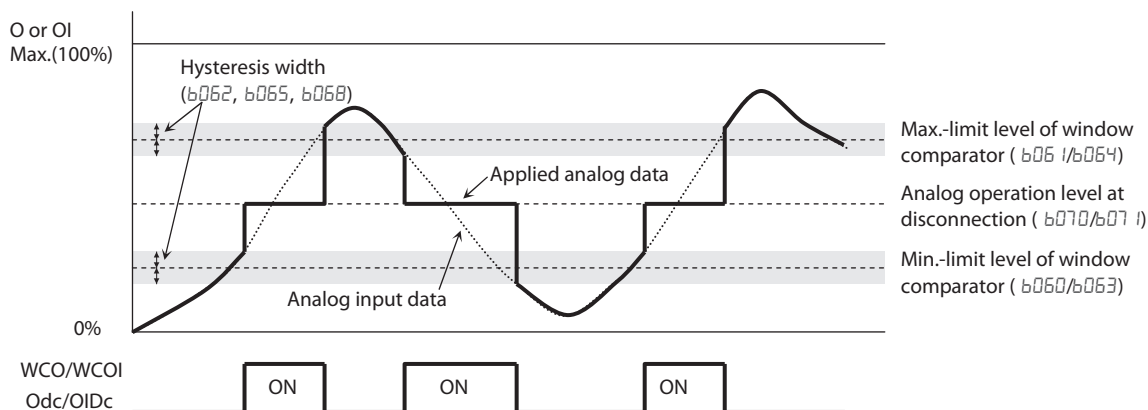 O or OI
Max.(100%)
Hysteresis width
(b062, b065, b068)
Max.-limit level of window
comparator ( b061/b064)
Applied analog data
Analog operation level at
disconnection ( b070/b071)
Min.-limit level of window
comparator ( b060/b063)
Analog input data
0%
WCO/WCOI
Odc/OIDc
ON
ON
ON